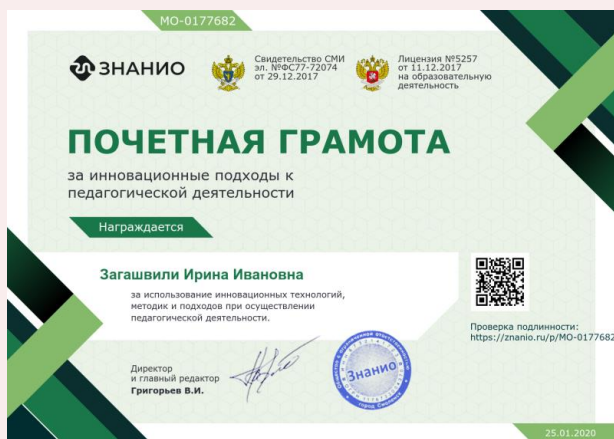 МО-0177682
ЗНАНИО
Свидетельство СМИ
эл. №ФС77-72074
от 29.12.2017
Лицензия №5257
от 11.12.2017
на образовательную
деятельность
ПОЧЕТНАЯ ГРАМОТА
за инновационные подходы к
педагогической деятельности
Награждается
Загашвили Ирина Ивановна
за использование инновационных технологий,
методик и подходов при осуществлении
педагогической деятельности.
Проверка подлинности:
https://znanio.ru/p/МО-0177682
Директор
и главный редактор
Григорьев В.И.
Знанио
город Смоленск
25.01.2020